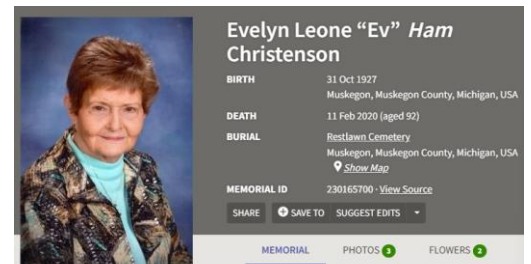 Evelyn Leone “Ev” Ham
Christenson
BIRTH 31 Oct 1927
Muskegon, Muskegon County, Michigan, USA
DEATH 11 Feb 2020 (aged 92)
BURIAL Restlawn Cemetery
Muskegon, Muskegon County, Michigan, USA
Show Map
MEMORIAL ID 230165700 · View Source
SHARE SAVE TO SUGGEST EDITS
MEMORIAL PHOTOS 3 FLOWERS 2